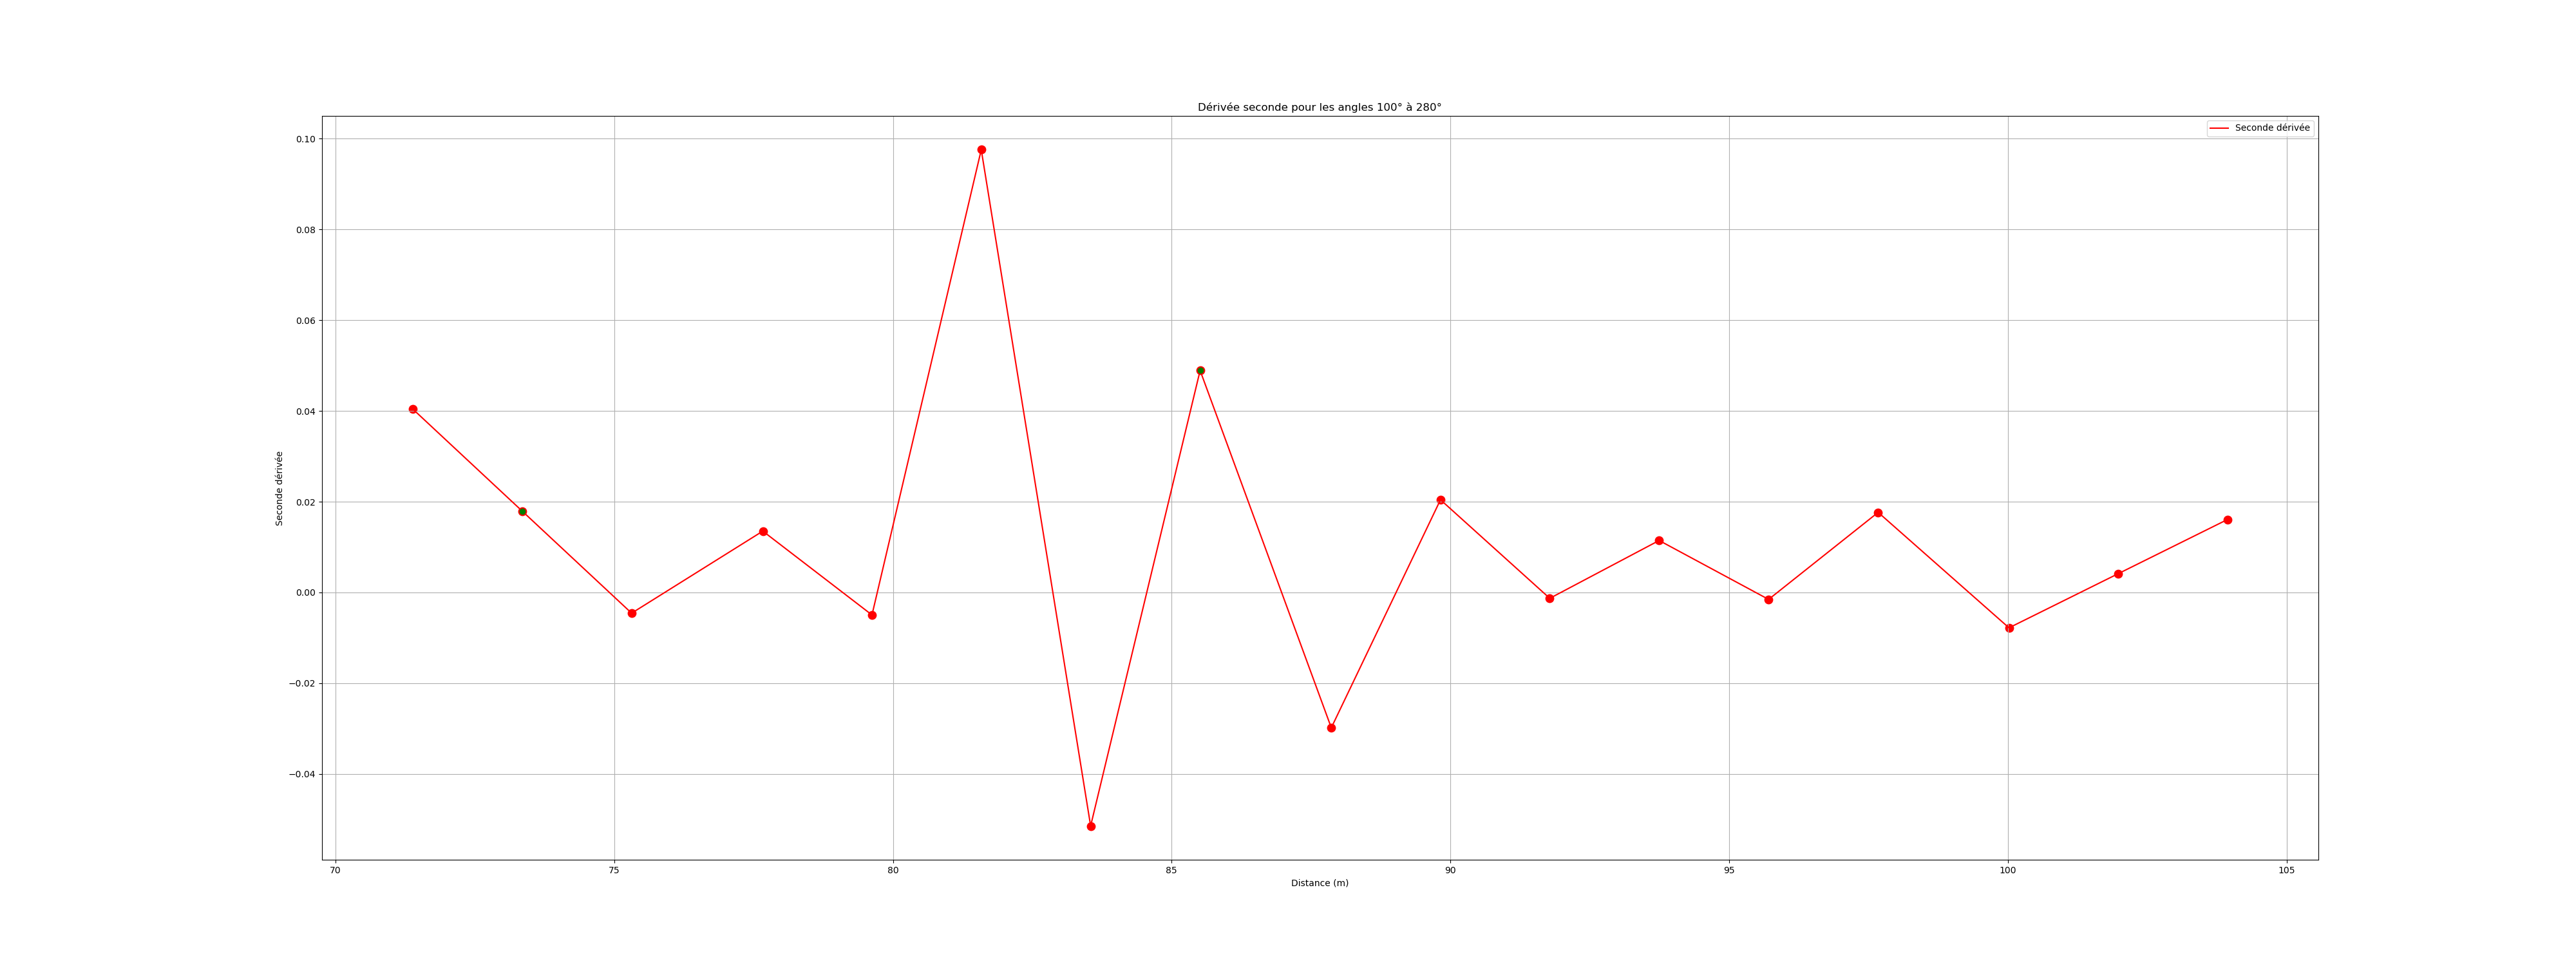 Dérivée seconde pour les angles 100° à 280°
Seconde dérivée
0.10
0.08
0.06
0.04
0.02
0.00
−0.02
−0.04
Seconde dérivée
70 75 80 85 90 95 100 105
Distance (m)